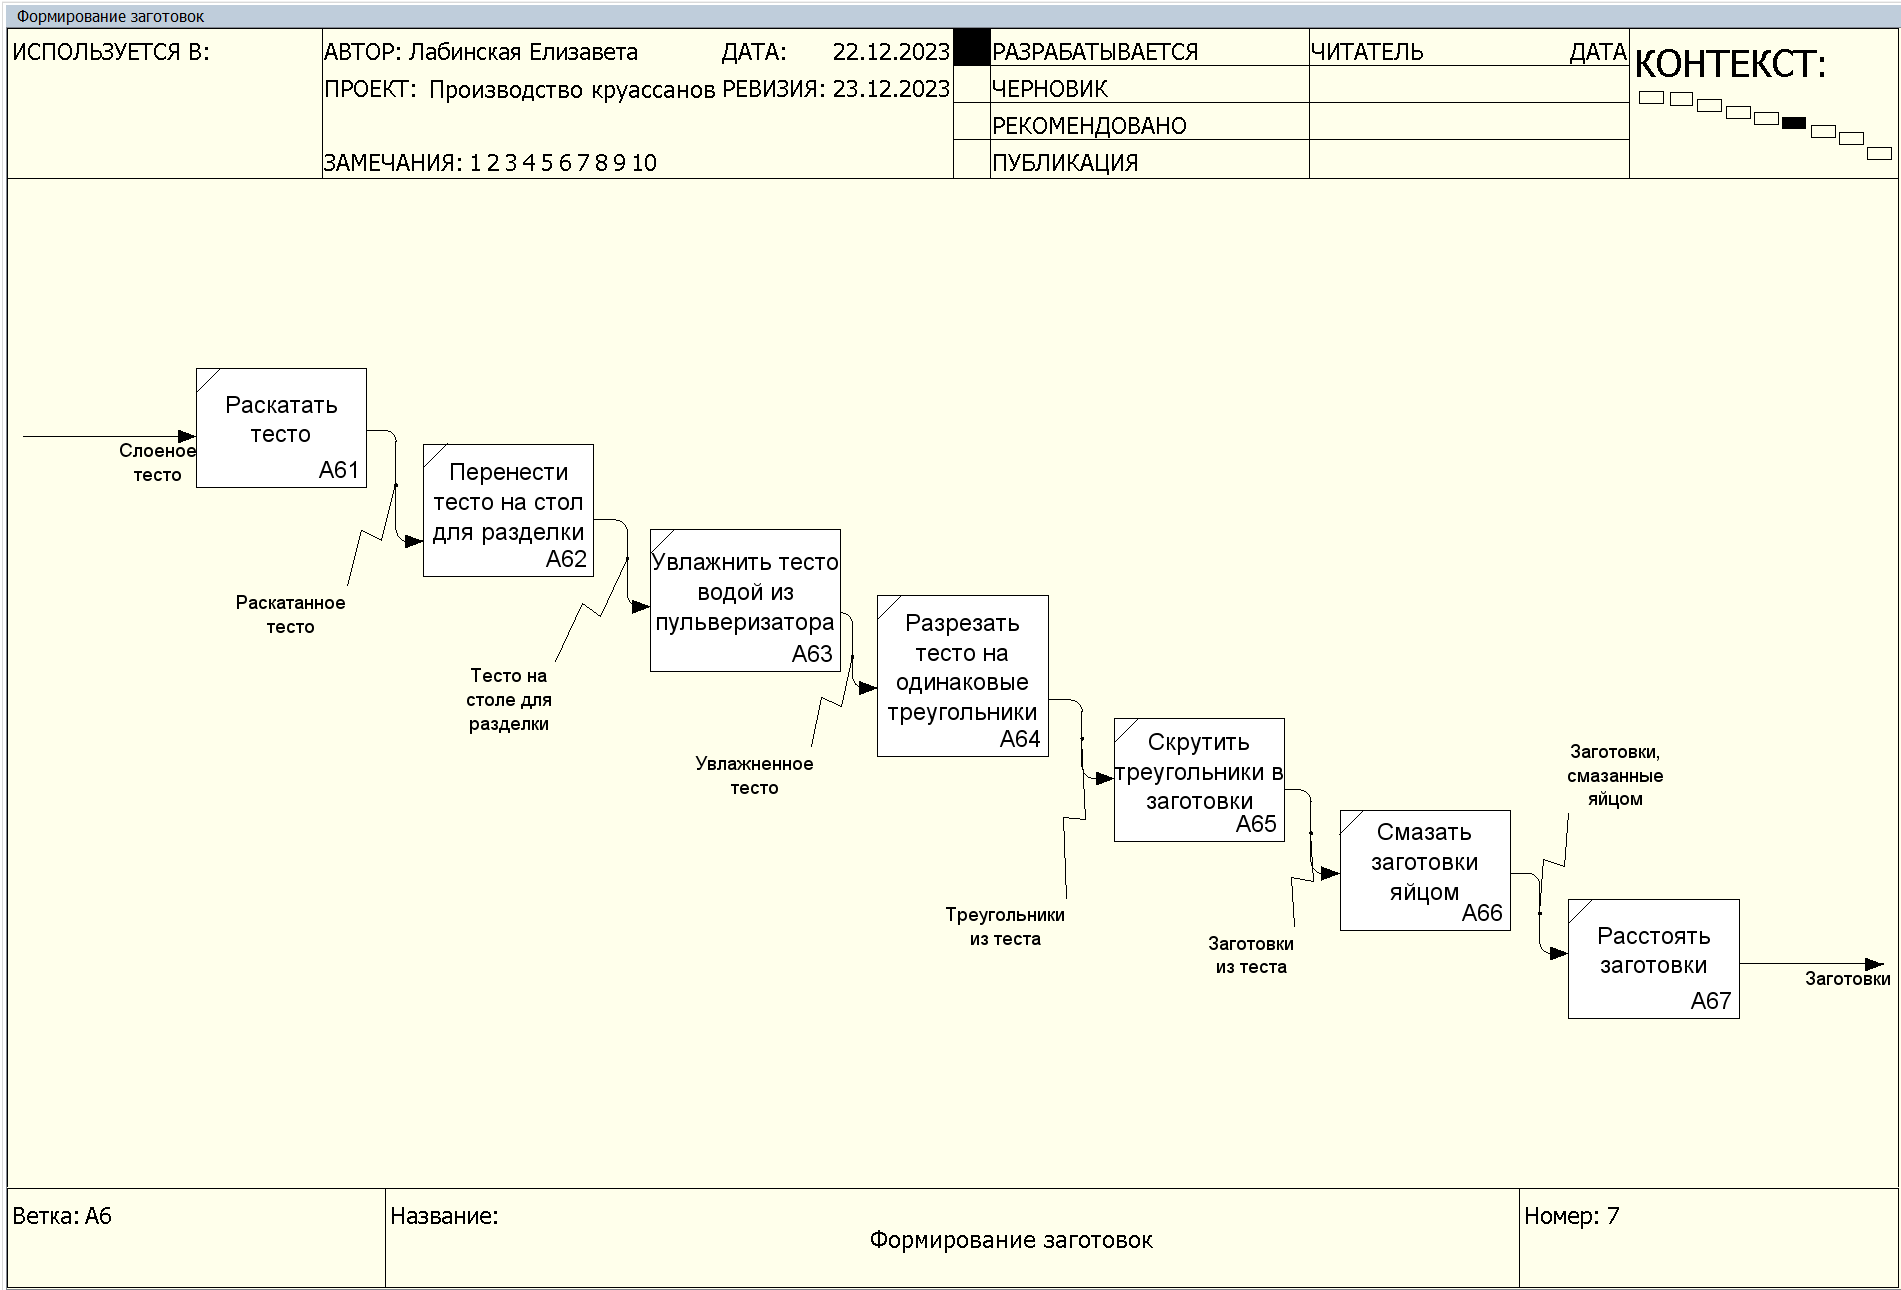 Формирование заготовок
ИСПОЛЬЗУЕТСЯ В:
АВТОР: Лабинская Елизавета
ДАТА: 22.12.2023
ПРОЕКТ: Производство круассанов
РЕВИЗИЯ: 23.12.2023
ЗАМЕЧАНИЯ: 1 2 3 4 5 6 7 8 9 10
РАЗРАБАТЫВАЕТСЯ
ЧЕРНОВИК
РЕКОМЕНДОВАНО
ПУБЛИКАЦИЯ
ЧИТАТЕЛЬ ДАТА
КОНТЕКСТ:
Слоеное
тесто
Раскатать
тесто
A61
Раскатанное
тесто
Перенести
тесто на стол
для разделки
A62
Тесто на
столе для
разделки
Увлажнить тесто
водой из
пульверизатора
A63
Увлажненное
тесто
Разрезать
тесто на
одинаковые
треугольники
A64
Треугольники
из теста
Скрутить
треугольники в
заготовки
A65
Заготовки
из теста
Смазать
заготовки
яйцом
A66
Заготовки,
смазанные
яйцом
Расстоять
заготовки
A67
Заготовки
Ветка: A6
Название:
Формирование заготовок
Номер: 7